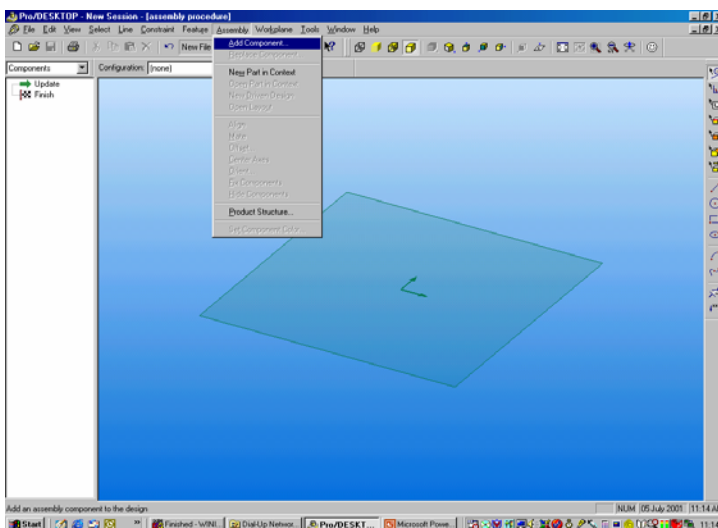 Pro/DESKTOP - New Session - [assembly procedure]
File Edit View Select Line Constraint Feature Assembly Workplane Tools Window Help
New File
Components Configuration: (none)
Update
Finish
Add Component...
Replace Component...
New Part in Context
Open Part in Context
New Driven Design...
Open Layout
Align
Mate
Offset...
Center Axes
Orient...
Fix Components
Hide Components
Product Structure...
Set Component Color...
Add an assembly component to the design NUM 05 July 2001 11:14 AM
Start Finished - WINI... Dial-Up Networ... Pro/DESKT... Microsoft Powe... 11:14